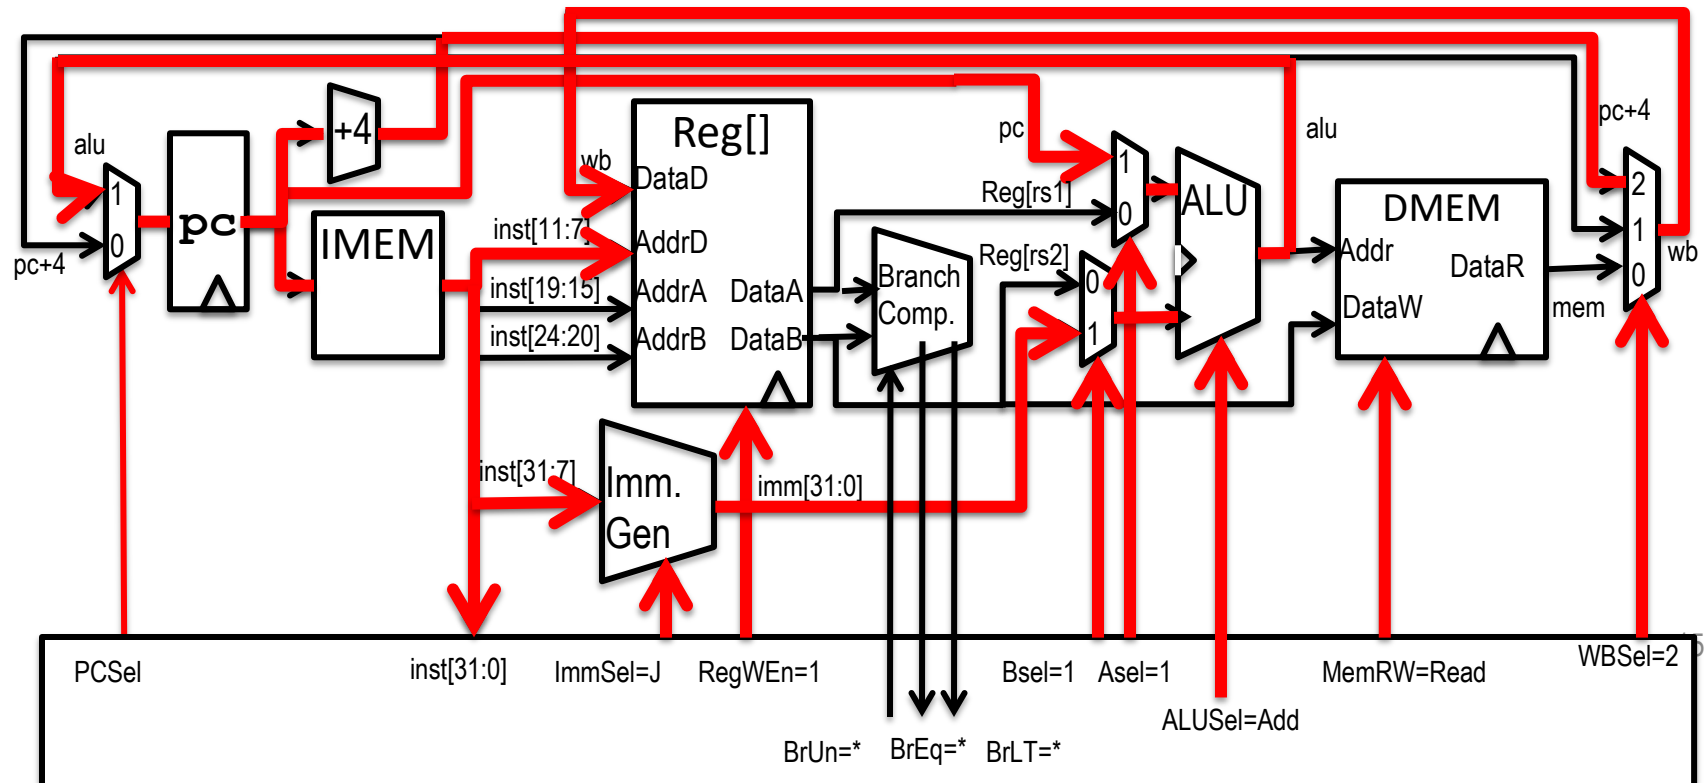 pc+4
+4
Reg[]
pc
alu
alu
wb
DataD
1
2
1
Reg[rs1]
ALU
DMEM
pc
IMEM
inst[11:7]
AddrD
0
1
0
pc+4
inst[19:15]
AddrA
DataA
Branch
Comp.
Reg[rs2]
0
Addr
DataR
0
wb
inst[24:20]
AddrB
DataB
1
DataW
mem
inst[31:7]
Imm.
Gen
imm[31:0]
PCSel
inst[31:0]
ImmSel=J
RegWEn=1
Bsel=1
Asel=1
MemRW=Read
WBSel=2
5
ALUSel=Add
BrUn=*
BrEq=*
BrLT=*